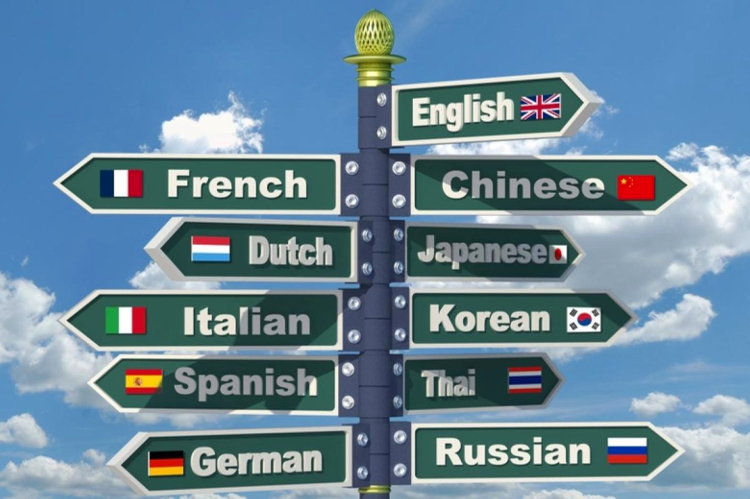 English
French
Chinese
Dutch
Japanese
Italian
Korean
Spanish
Thai
German
Russian